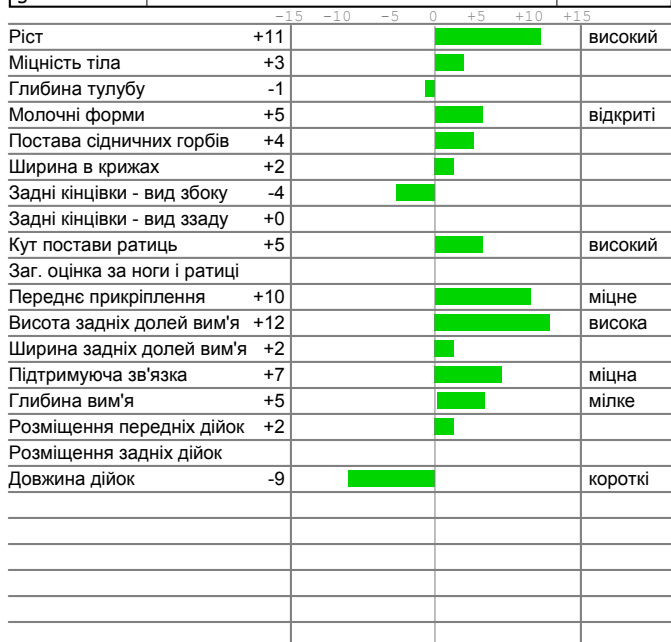 -15 -10 -5 0 +5 +10 +15
Ріст +11 високий
Міцність тіла +3
Глибина тулубу -1
Молочні форми +5 відкриті
Постава сідничних горбів +4
Ширина в крижах +2
Задні кінцівки - вид збоку -4
Задні кінцівки - вид ззаду +0
Кут постави ратиць +5 високий
Заг. оцінка за ноги і ратиці
Переднє прикріплення +10 міцне
Висота задніх долей вим'я +12 висока
Ширина задніх долей вим'я +2
Підтримуюча зв'язка +7 міцна
Глибина вим'я +5 мілке
Розміщення передніх дійок +2
Розміщення задніх дійок
Довжина дійок -9 короткі